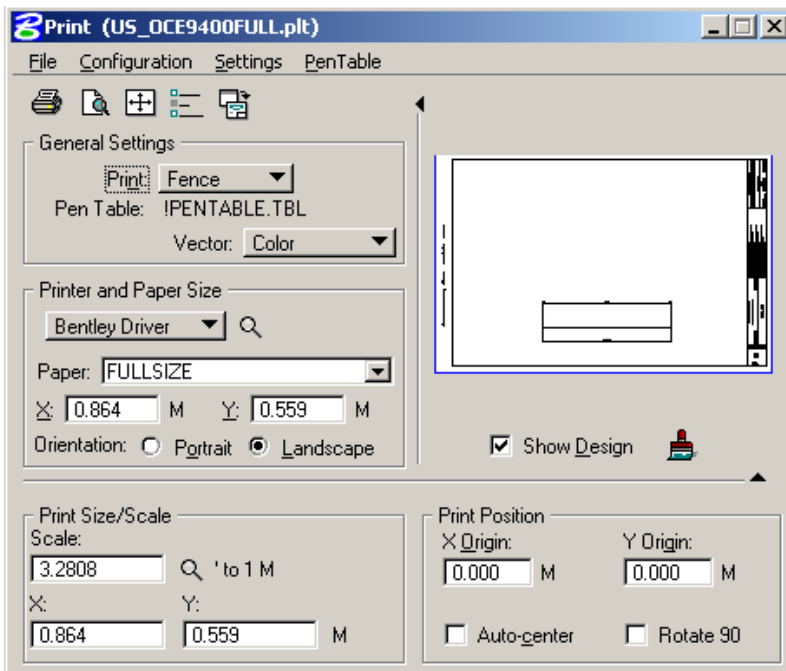 Print (US_OCE9400FULL.plt)
File Configuration Settings PenTable
General Settings
Print: Fence
Pen Table: !PENTABLE.TBL
Vector: Color
Printer and Paper Size
Bentley Driver
Paper: FULLSIZE
X: 0.864 M Y: 0.559 M
Orientation: Portrait Landscape
Show Design
Print Size/Scale
Scale:
3.2808 ' to 1 M
X: Y:
0.864 0.559 M
Print Position
X Origin: Y Origin:
0.000 M 0.000 M
Auto-center Rotate 90